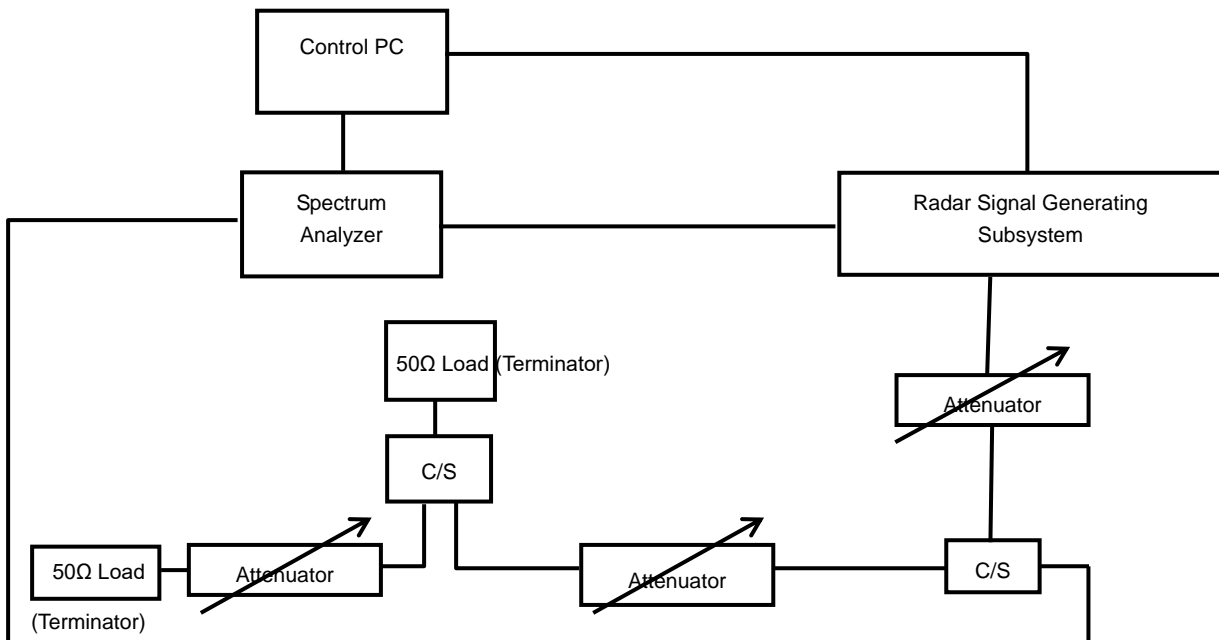 Control PC
Spectrum
Analyzer
Radar Signal Generating
Subsystem
50Ω Load (Terminator)
Attenuator
C/S
50Ω Load
(Terminator)
Attenuator
Attenuator
C/S